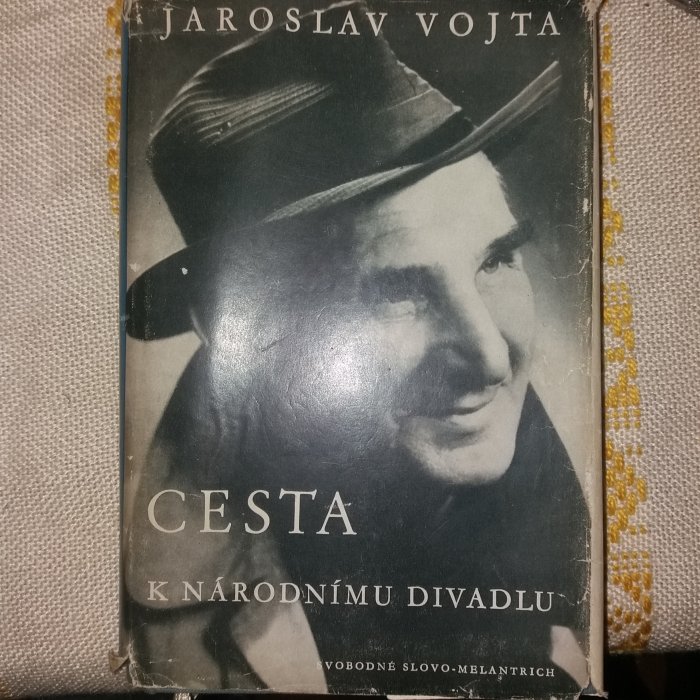 JAROSLAV VOJTA
CESTA
K NÁRODNÍMU DIVADLU
SVOBODNÉ SLOVO-MELANTRICH